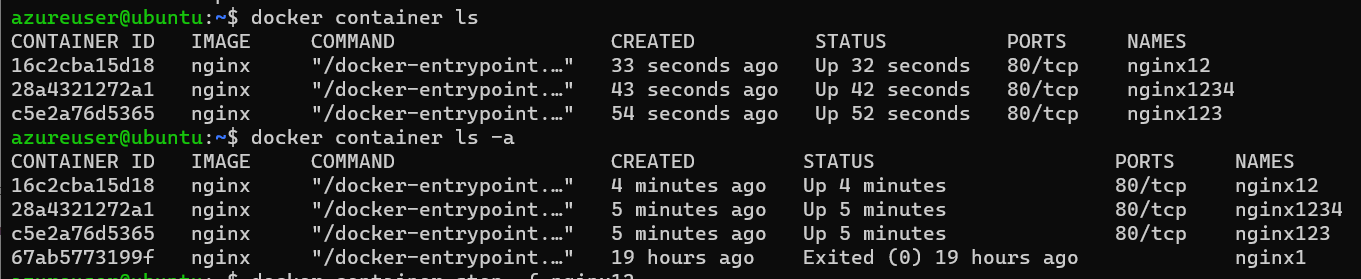 azureuser@ubuntu:~$ docker container ls
CONTAINER ID   IMAGE     COMMAND                  CREATED          STATUS          PORTS     NAMES
16c2cba15d18   nginx     "/docker-entrypoint.…"   33 seconds ago   Up 32 seconds   80/tcp    nginx12
28a4321272a1   nginx     "/docker-entrypoint.…"   43 seconds ago   Up 42 seconds   80/tcp    nginx1234
c5e2a76d5365   nginx     "/docker-entrypoint.…"   54 seconds ago   Up 52 seconds   80/tcp    nginx123
azureuser@ubuntu:~$ docker container ls -a
CONTAINER ID   IMAGE     COMMAND                  CREATED         STATUS                    PORTS     NAMES
16c2cba15d18   nginx     "/docker-entrypoint.…"   4 minutes ago   Up 4 minutes              80/tcp    nginx12
28a4321272a1   nginx     "/docker-entrypoint.…"   5 minutes ago   Up 5 minutes              80/tcp    nginx1234
c5e2a76d5365   nginx     "/docker-entrypoint.…"   5 minutes ago   Up 5 minutes              80/tcp    nginx123
67ab5773199f   nginx     "/docker-entrypoint.…"   19 hours ago    Exited (0) 19 hours ago             nginx1
azureuser@ubuntu:~$ docker container stop